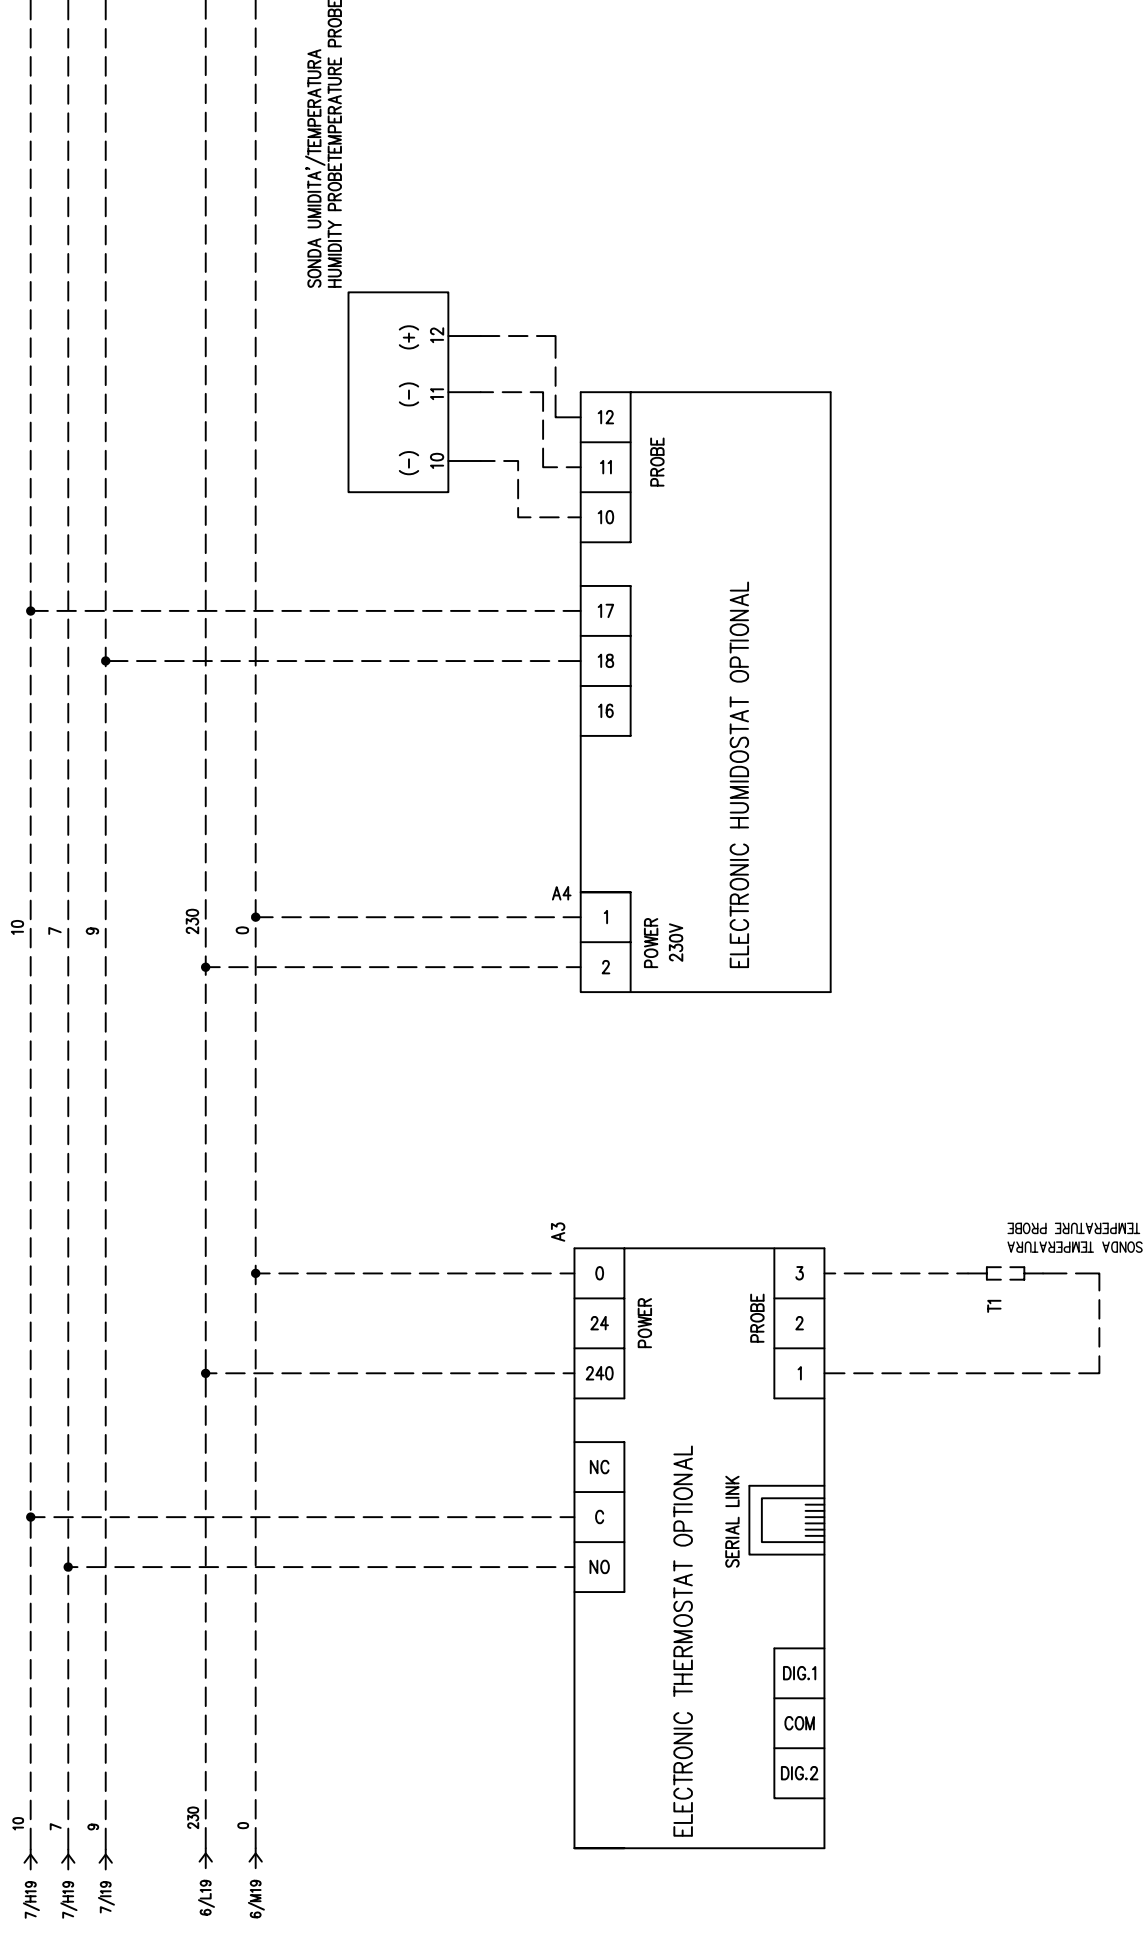 SONDA UMIDITA'/TEMPERATURA
HUMIDITY PROBETEMPERATURE PROBE
(+)
12
(-)
11
(-)
10
12
11
10
PROBE
17
18
16
ELECTRONIC HUMIDOSTAT OPTIONAL
10
7
9
230
0
A4
1
2
POWER
230V
A3
0
24
240
POWER
3
2
1
PROBE
SONDA TEMPERATURA
TEMPERATURE PROBE
T1
NC
C
NO
ELECTRONIC THERMOSTAT OPTIONAL
SERIAL LINK
DIG.1
COM
DIG.2
10
7
9
230
0
7/H19
7/H19
7/I19
6/L19
6/M19